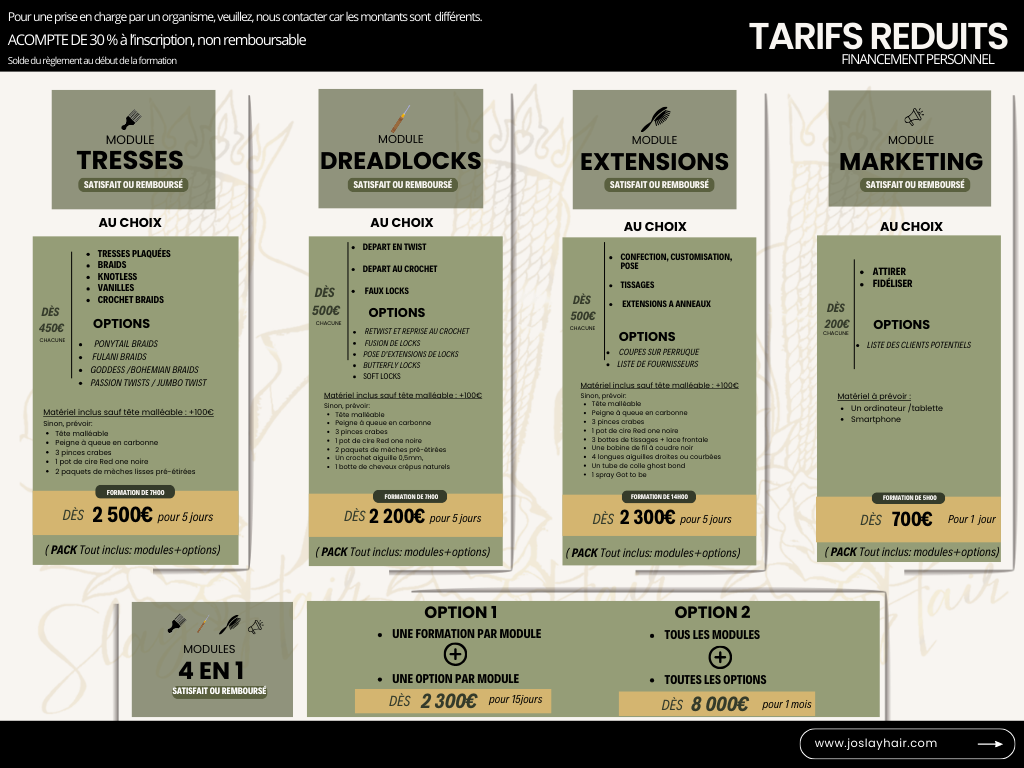 Pour une prise en charge par un organisme, veuillez, nous contacter car les montants sont différents.
ACOMPTE DE 30 % à l'inscription, non remboursable
Solde du règlement au début de la formation
TARIFS REDUITS
FINANCEMENT PERSONNEL
MODULE
TRESSES
SATISFAIT OU REMBOURSÉ
AU CHOIX
• TRESSES PLAQUÉES
• BRAIDS
• KNOTLESS
• VANILLES
• CROCHET BRAIDS
DÈS
450€
CHACUNE
OPTIONS
• PONYTAIL BRAIDS
• FULANI BRAIDS
• GODDESS /BOHEMIAN BRAIDS
• PASSION TWISTS / JUMBO TWIST
Matériel inclus sauf tête malléable : +100€
Sinon, prévoir:
• Tête malléable
• Peigne à queue en carbonne
• 3 pinces crabes
• 1 pot de cire Red one noire
• 2 paquets de mèches lisses pré-étirées
FORMATION DE 7H00
DÈS 2 500€ pour 5 jours
( PACK Tout inclus: modules+options)
MODULE
DREADLOCKS
SATISFAIT OU REMBOURSÉ
AU CHOIX
• DEPART EN TWIST
• DEPART AU CROCHET
• FAUX LOCKS
DÈS
500€
CHACUNE
OPTIONS
• RETWIST ET REPRISE AU CROCHET
• FUSION DE LOCKS
• POSE D'EXTENSIONS DE LOCKS
• BUTTERFLY LOCKS
• SOFT LOCKS
Matériel inclus sauf tête malléable : +100€
Sinon, prévoir:
• Tête malléable
• Peigne à queue en carbonne
• 3 pinces crabes
• 1 pot de cire Red one noire
• 2 paquets de mèches pré-étirées
• Un crochet aiguille 0,5mm,
• 1 botte de cheveux crépus naturels
FORMATION DE 7H00
DÈS 2 200€ pour 5 jours
( PACK Tout inclus: modules+options)
MODULE
EXTENSIONS
SATISFAIT OU REMBOURSÉ
AU CHOIX
• CONFECTION, CUSTOMISATION,
POSE
• TISSAGES
• EXTENSIONS A ANNEAUX
DÈS
500€
CHACUNE
OPTIONS
• COUPES SUR PERRUQUE
• LISTE DE FOURNISSEURS
Matériel inclus sauf tête malléable : +100€
Sinon, prévoir:
• Tête malléable
• Peigne à queue en carbonne
• 3 pinces crabes
• 1 pot de cire Red one noire
• 3 bottes de tissages + lace frontale
• Une bobine de fil à coudre noir
• 4 longues aiguilles droites ou courbées
• Un tube de colle ghost bond
• 1 spray Got to be
FORMATION DE 14H00
DÈS 2 300€ pour 5 jours
( PACK Tout inclus: modules+options)
MODULE
MARKETING
SATISFAIT OU REMBOURSÉ
AU CHOIX
• ATTIRER
• FIDÉLISER
DÈS
200€
CHACUNE
OPTIONS
• LISTE DES CLIENTS POTENTIELS
Matériel à prévoir :
• Un ordinateur /tablette
• Smartphone
FORMATION DE 5H00
DÈS 700€ Pour 1 jour
( PACK Tout inclus: modules+options)
MODULES
4 EN 1
SATISFAIT OU REMBOURSÉ
OPTION 1
• UNE FORMATION PAR MODULE
+
• UNE OPTION PAR MODULE
DÈS 2 300€ pour 15jours
OPTION 2
• TOUS LES MODULES
+
• TOUTES LES OPTIONS
DÈS 8 000€ pour 1 mois
www.joslayhair.com